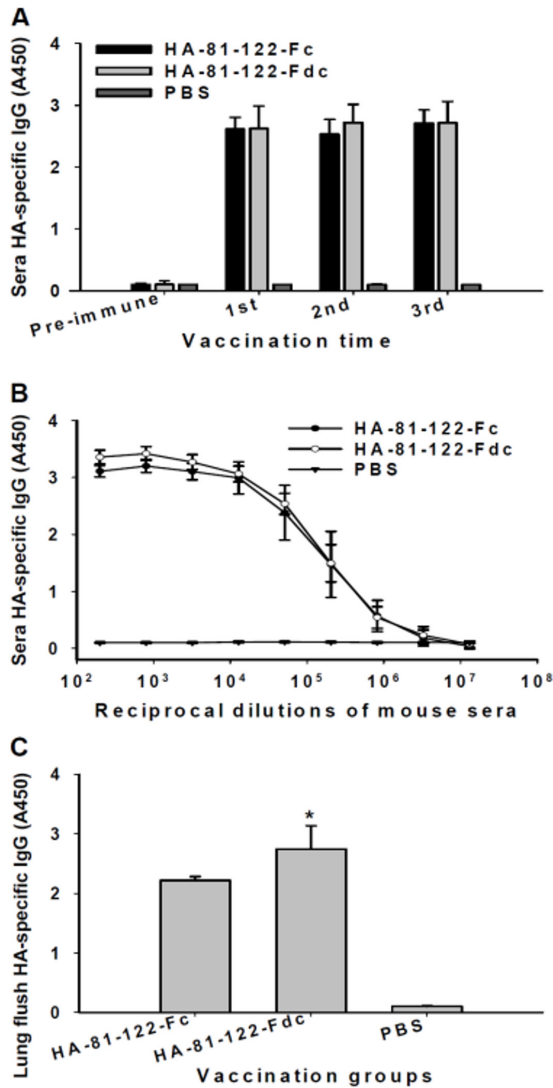 A
HA-81-122-Fc
HA-81-122-Fdc
PBS
Sera HA-specific IgG (A450)
4
3
2
1
0
Pre-immune
1st
2nd
3rd
Vaccination time
B
HA-81-122-Fc
HA-81-122-Fdc
PBS
Sera HA-specific IgG (A450)
4
3
2
1
0
10² 10³ 10⁴ 10⁵ 10⁶ 10⁷ 10⁸
Reciprocal dilutions of mouse sera
C
Lung flush HA-specific IgG (A450)
4
3
2
1
0
*
HA-81-122-Fc
HA-81-122-Fdc
PBS
Vaccination groups